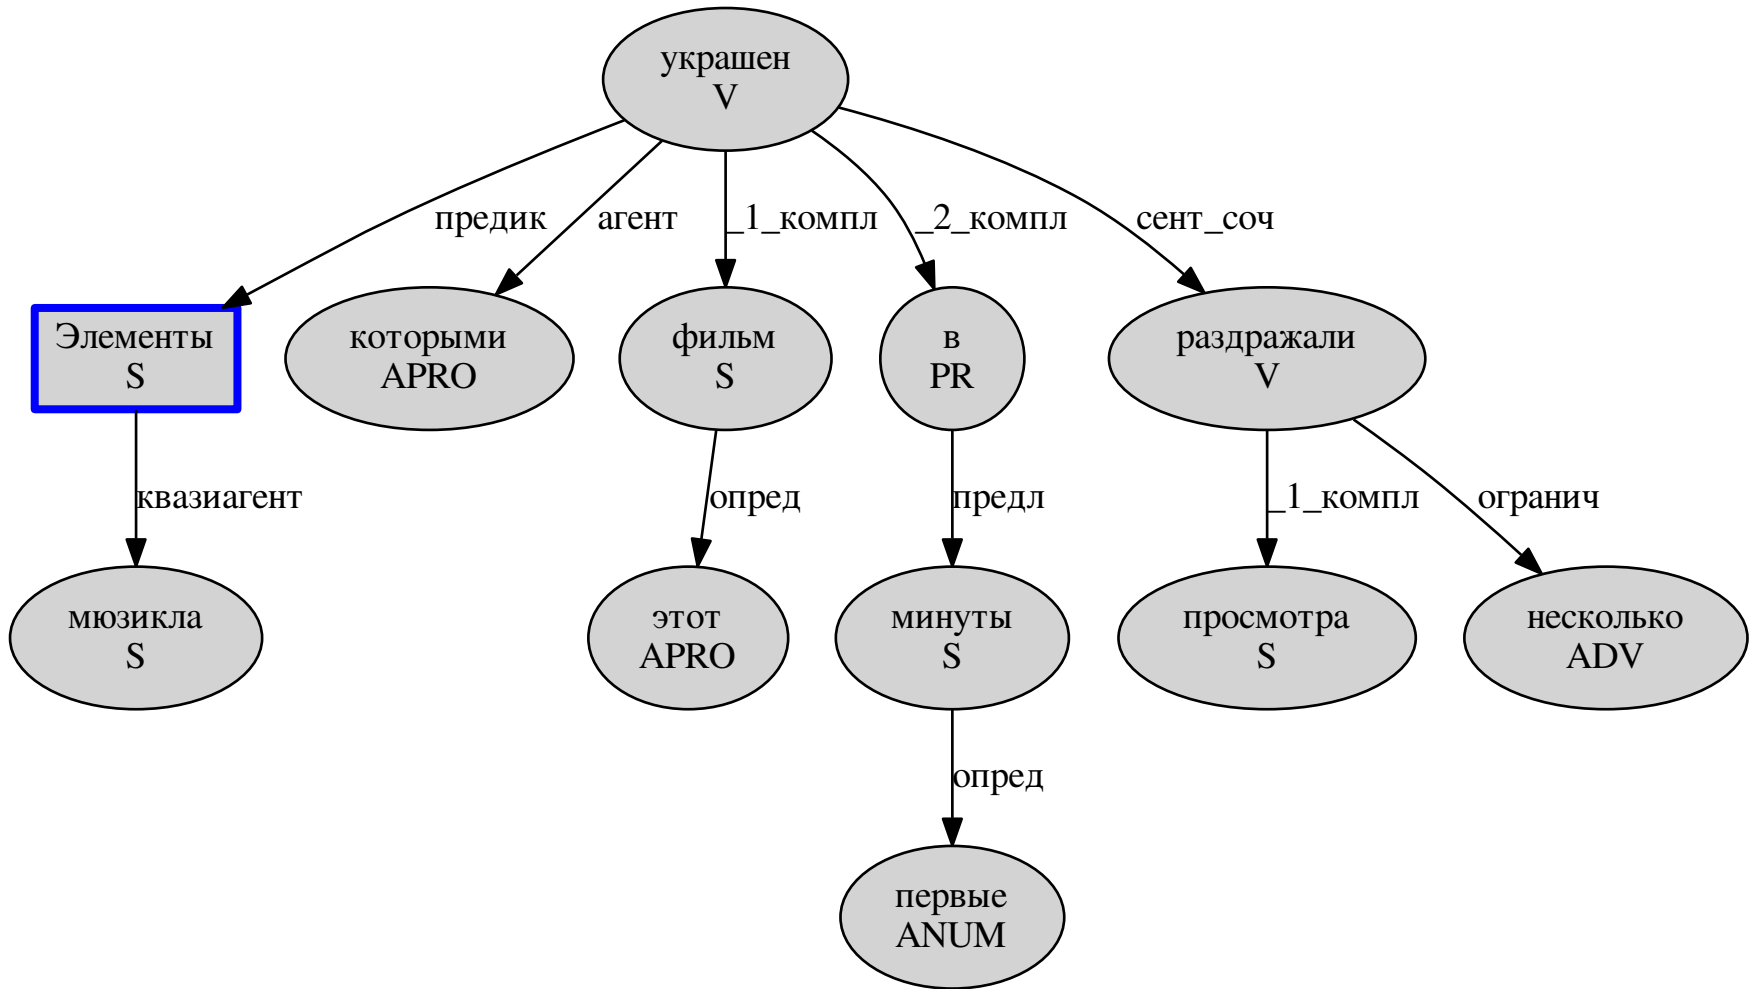 украшен
V
предик
агент
_1_компл
_2_компл
сент_соч
Элементы
S
которыми
APRO
фильм
S
в
PR
раздражали
V
квазиагент
опред
предл
_1_компл
огранич
мюзикла
S
этот
APRO
минуты
S
просмотра
S
несколько
ADV
опред
первые
ANUM